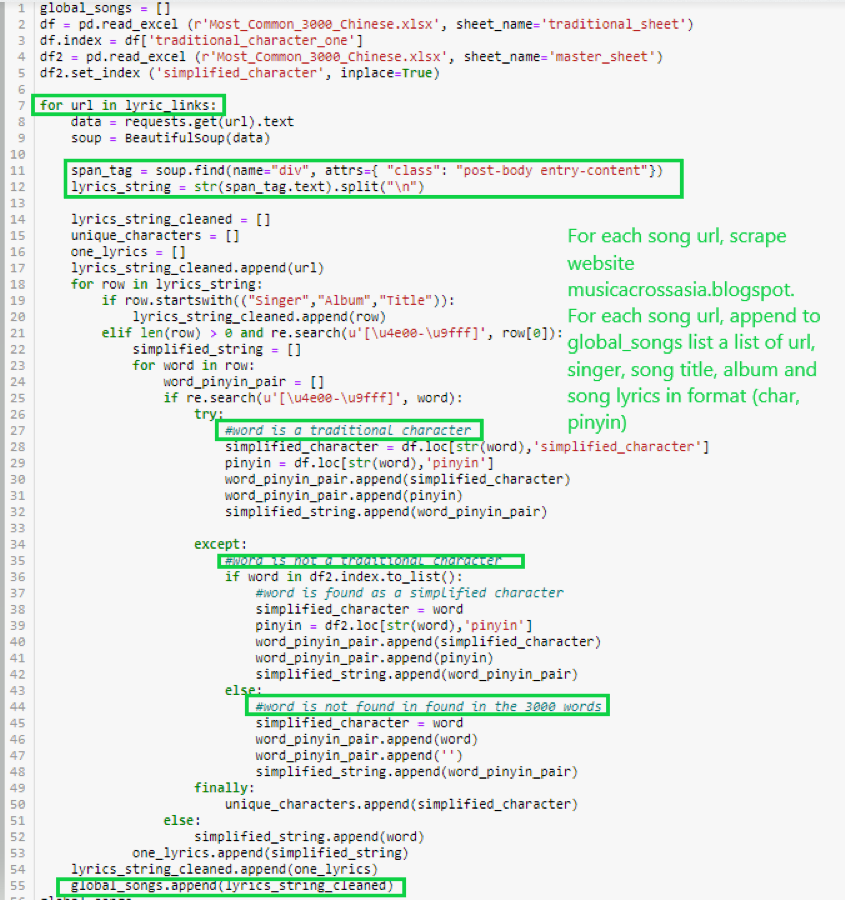 1 global_songs = []
2 df = pd.read_excel (r'Most_Common_3000_Chinese.xlsx', sheet_name='traditional_sheet')
3 df.index = df['traditional_character_one']
4 df2 = pd.read_excel (r'Most_Common_3000_Chinese.xlsx', sheet_name='master_sheet')
5 df2.set_index ('simplified_character', inplace=True)
6
7 for url in lyric_links:
8     data = requests.get(url).text
9     soup = BeautifulSoup(data)
10
11     span_tag = soup.find(name="div", attrs={ "class": "post-body entry-content"})
12     lyrics_string = str(span_tag.text).split("\n")
13
14     lyrics_string_cleaned = []
15     unique_characters = []
16     one_lyrics = []
17     lyrics_string_cleaned.append(url)
18     for row in lyrics_string:
19         if row.startswith(("Singer","Album","Title")):
20             lyrics_string_cleaned.append(row)
21         elif len(row) > 0 and re.search(u'[\u4e00-\u9fff]', row[0]):
22             simplified_string = []
23             for word in row:
24                 word_pinyin_pair = []
25                 if re.search(u'[\u4e00-\u9fff]', word):
26                     try:
27                         #word is a traditional character
28                         simplified_character = df.loc[str(word),'simplified_character']
29                         pinyin = df.loc[str(word),'pinyin']
30                         word_pinyin_pair.append(simplified_character)
31                         word_pinyin_pair.append(pinyin)
32                         simplified_string.append(word_pinyin_pair)
33
34                     except:
35                         #word is not a traditional character
36                         if word in df2.index.to_list():
37                             #word is found as a simplified character
38                             simplified_character = word
39                             pinyin = df2.loc[str(word),'pinyin']
40                             word_pinyin_pair.append(simplified_character)
41                             word_pinyin_pair.append(pinyin)
42                             simplified_string.append(word_pinyin_pair)
43                         else:
44                             #word is not found in found in the 3000 words
45                             simplified_character = word
46                             word_pinyin_pair.append(word)
47                             word_pinyin_pair.append('')
48                             simplified_string.append(word_pinyin_pair)
49                     finally:
50                         unique_characters.append(simplified_character)
51                 else:
52                     simplified_string.append(word)
53             one_lyrics.append(simplified_string)
54     lyrics_string_cleaned.append(one_lyrics)
55     global_songs.append(lyrics_string_cleaned)
For each song url, scrape
website
musicacrossasia.blogspot.
For each song url, append to
global_songs list a list of url,
singer, song title, album and
song lyrics in format (char,
pinyin)